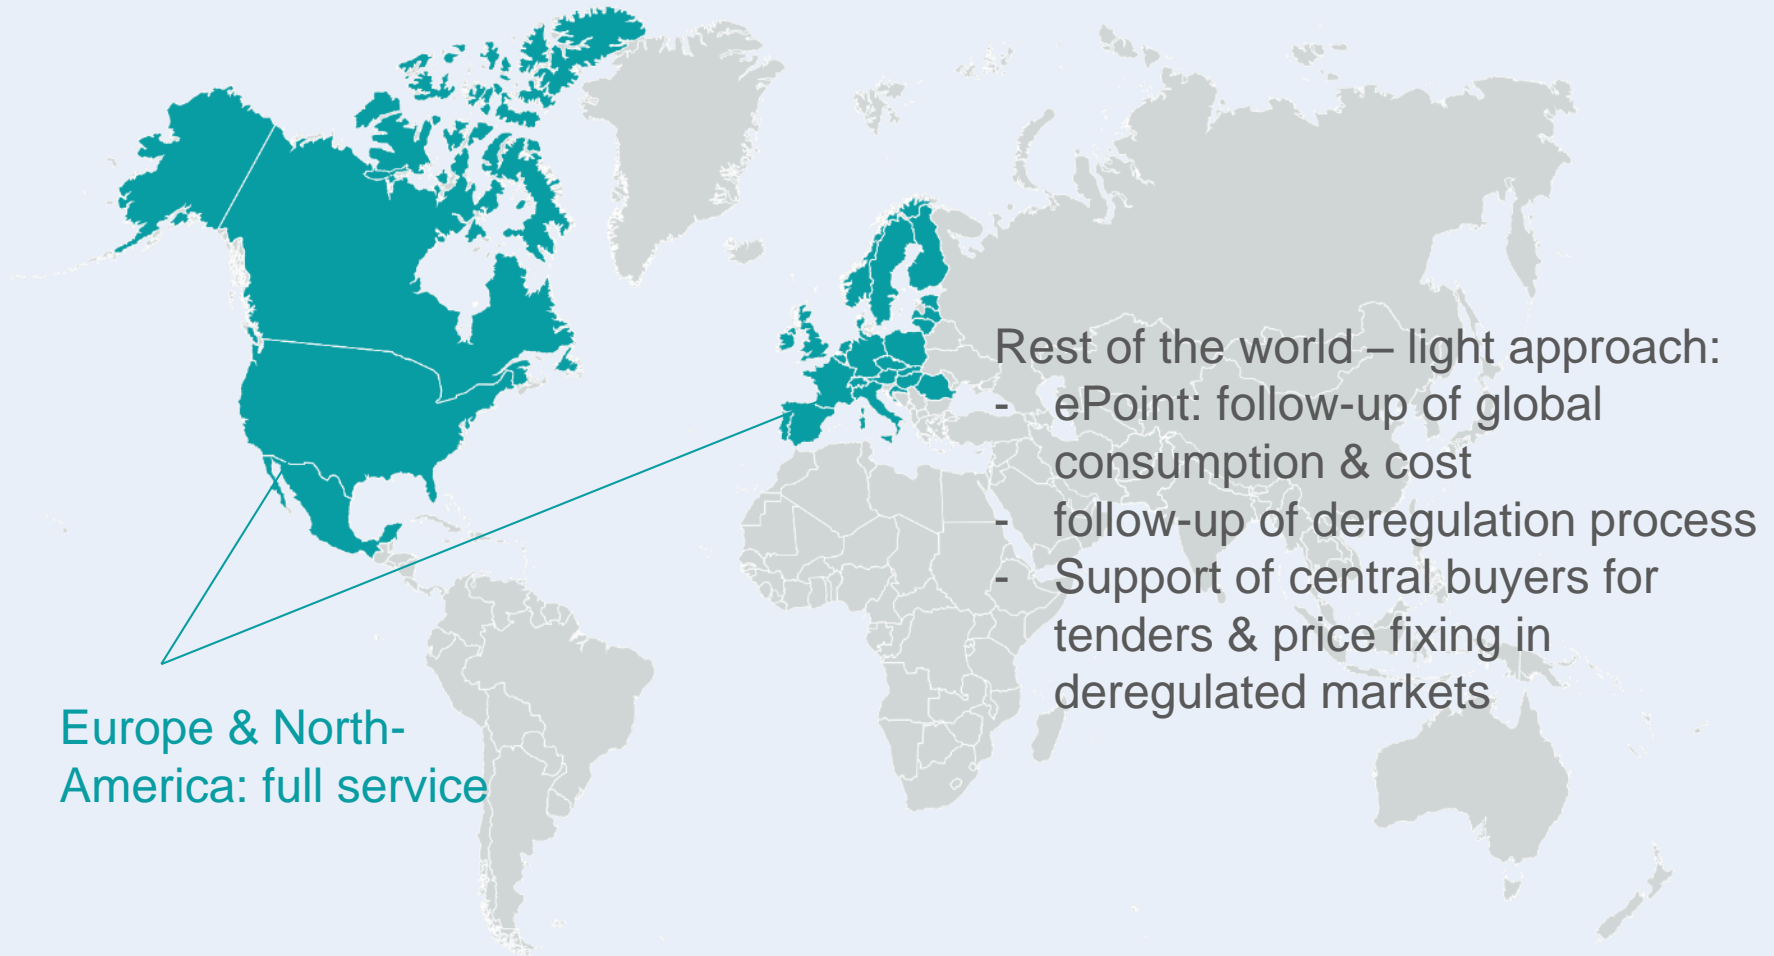 Rest of the world – light approach:
- ePoint: follow-up of global
consumption & cost
- follow-up of deregulation process
- Support of central buyers for
tenders & price fixing in
deregulated markets
Europe & North-
America: full service